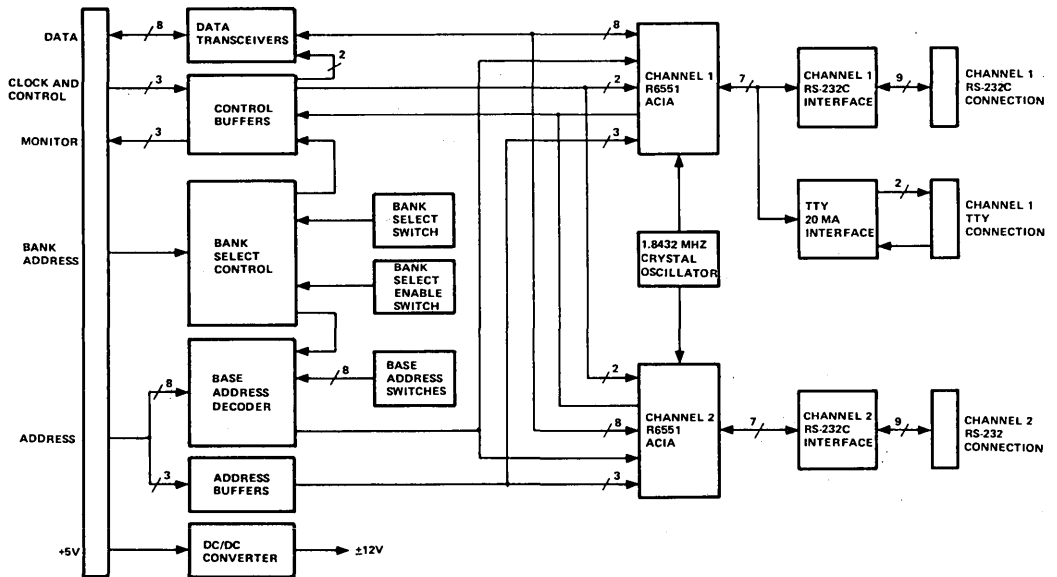 DATA
8
DATA
TRANSCEIVERS
2
CLOCK AND
CONTROL
3
CONTROL
BUFFERS
MONITOR
3
BANK
ADDRESS
BANK
SELECT
CONTROL
BANK
SELECT
SWITCH
BANK
SELECT
ENABLE
SWITCH
8
BASE
ADDRESS
DECODER
8
BASE
ADDRESS
SWITCHES
ADDRESS
3
ADDRESS
BUFFERS
+5V
DC/DC
CONVERTER
±12V
8
2
3
CHANNEL 1
R6551
ACIA
7
CHANNEL 1
RS-232C
INTERFACE
9
CHANNEL 1
RS-232C
CONNECTION
TTY
20 MA
INTERFACE
2
CHANNEL 1
TTY
CONNECTION
1.8432 MHZ
CRYSTAL
OSCILLATOR
2
8
3
CHANNEL 2
R6551
ACIA
7
CHANNEL 2
RS-232C
INTERFACE
9
CHANNEL 2
RS-232
CONNECTION